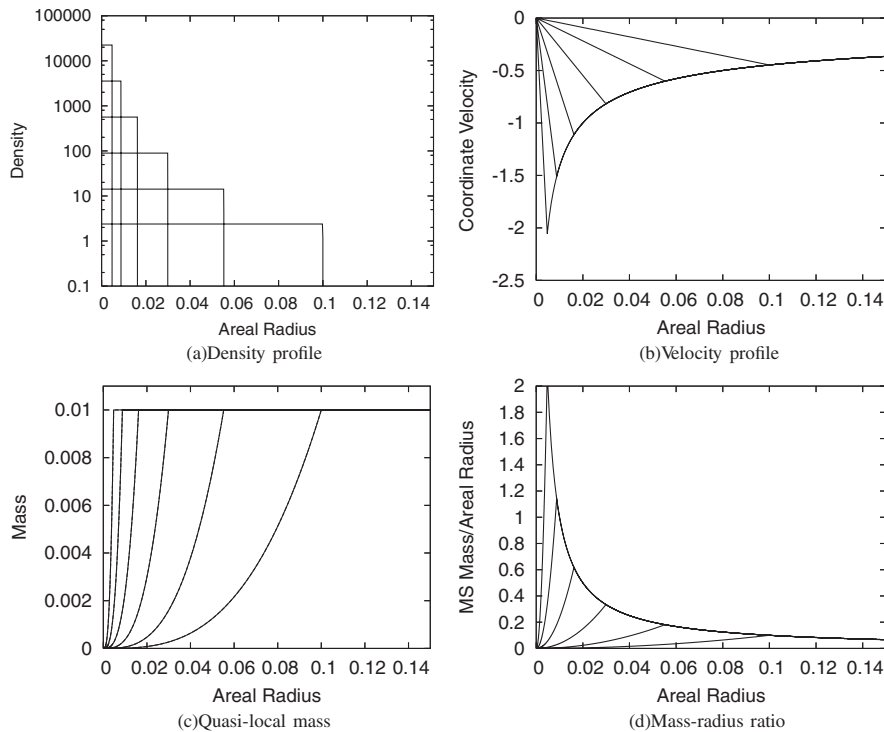 100000
10000
1000
100
10
1
0.1
Density
0 0.02 0.04 0.06 0.08 0.1 0.12 0.14
Areal Radius
(a)Density profile
0
-0.5
-1
-1.5
-2
-2.5
Coordinate Velocity
0 0.02 0.04 0.06 0.08 0.1 0.12 0.14
Areal Radius
(b)Velocity profile
0.01
0.008
0.006
0.004
0.002
0
Mass
0 0.02 0.04 0.06 0.08 0.1 0.12 0.14
Areal Radius
(c)Quasi-local mass
2
1.8
1.6
1.4
1.2
1
0.8
0.6
0.4
0.2
0
MS Mass/Areal Radius
0 0.02 0.04 0.06 0.08 0.1 0.12 0.14
Areal Radius
(d)Mass-radius ratio